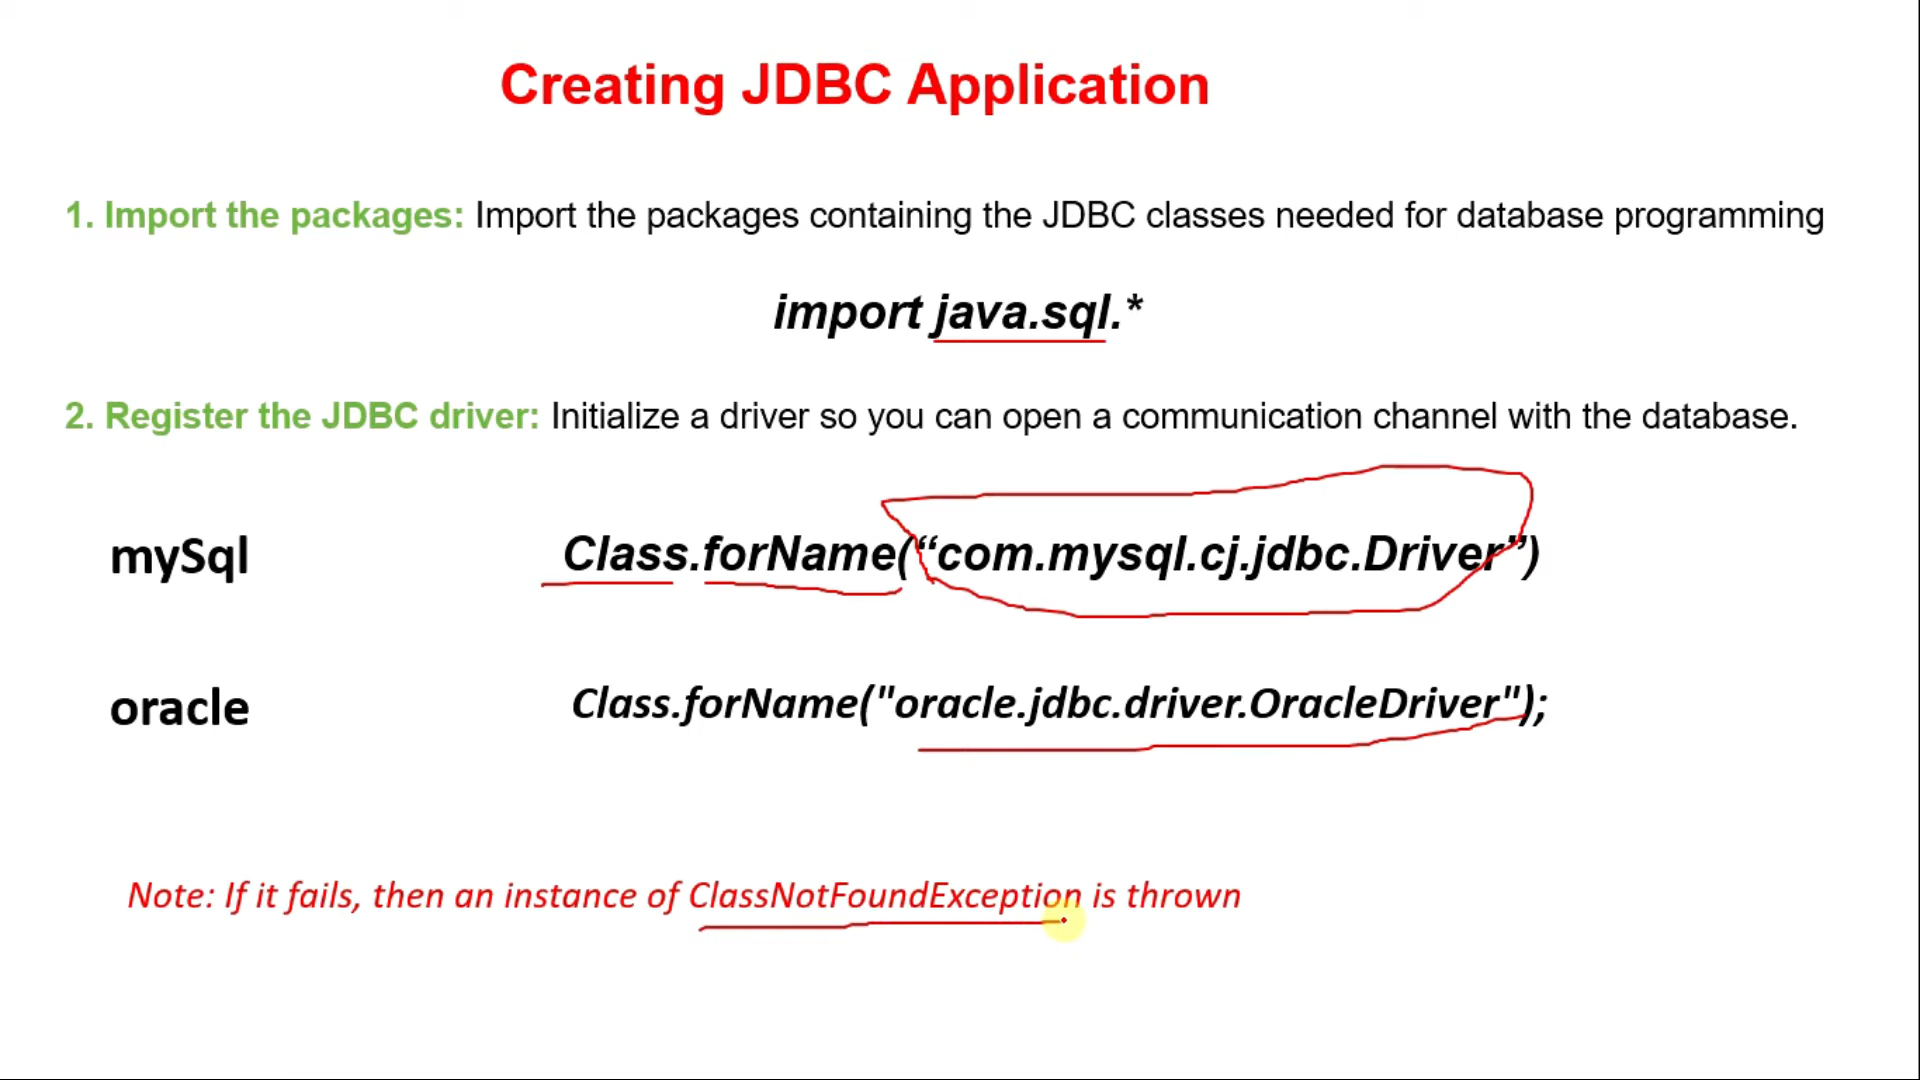 Creating JDBC Application
1. Import the packages: Import the packages containing the JDBC classes needed for database programming
import java.sql.*
2. Register the JDBC driver: Initialize a driver so you can open a communication channel with the database.
mySql Class.forName(“com.mysql.cj.jdbc.Driver”)
oracle Class.forName("oracle.jdbc.driver.OracleDriver");
Note: If it fails, then an instance of ClassNotFoundException is thrown